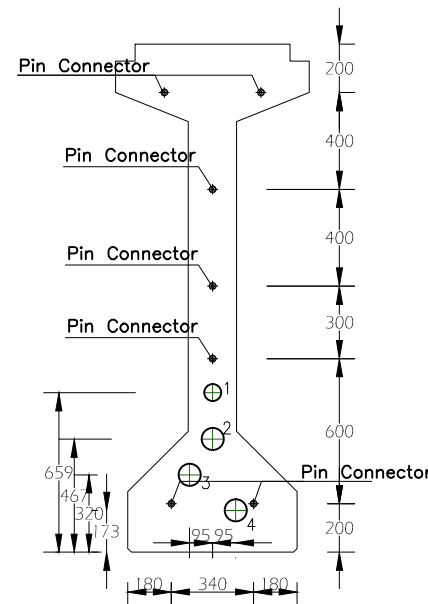 200
Pin Connector
400
Pin Connector
400
Pin Connector
300
Pin Connector
1
600
2
659
467
3
Pin Connector
320
173
4
95 95
200
180 340 180